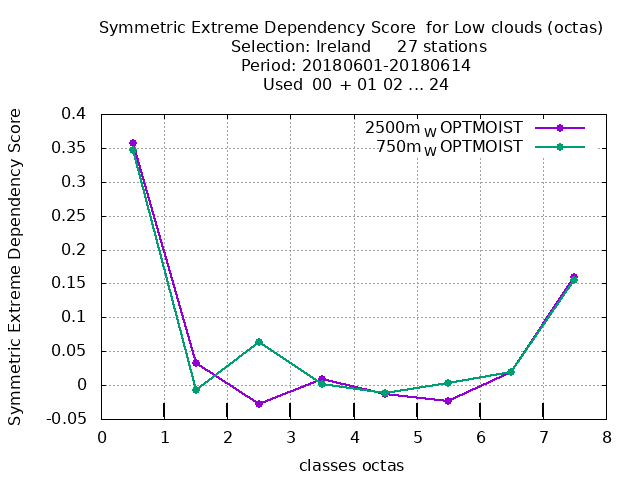 Symmetric Extreme Dependency Score  for Low clouds (octas)
Selection: Ireland     27 stations
Period: 20180601-20180614
Used  00 + 01 02 ... 24
Symmetric Extreme Dependency Score
0.4
0.35
0.3
0.25
0.2
0.15
0.1
0.05
0
-0.05
2500m W OPTMOIST
750m W OPTMOIST
0 1 2 3 4 5 6 7 8
classes octas